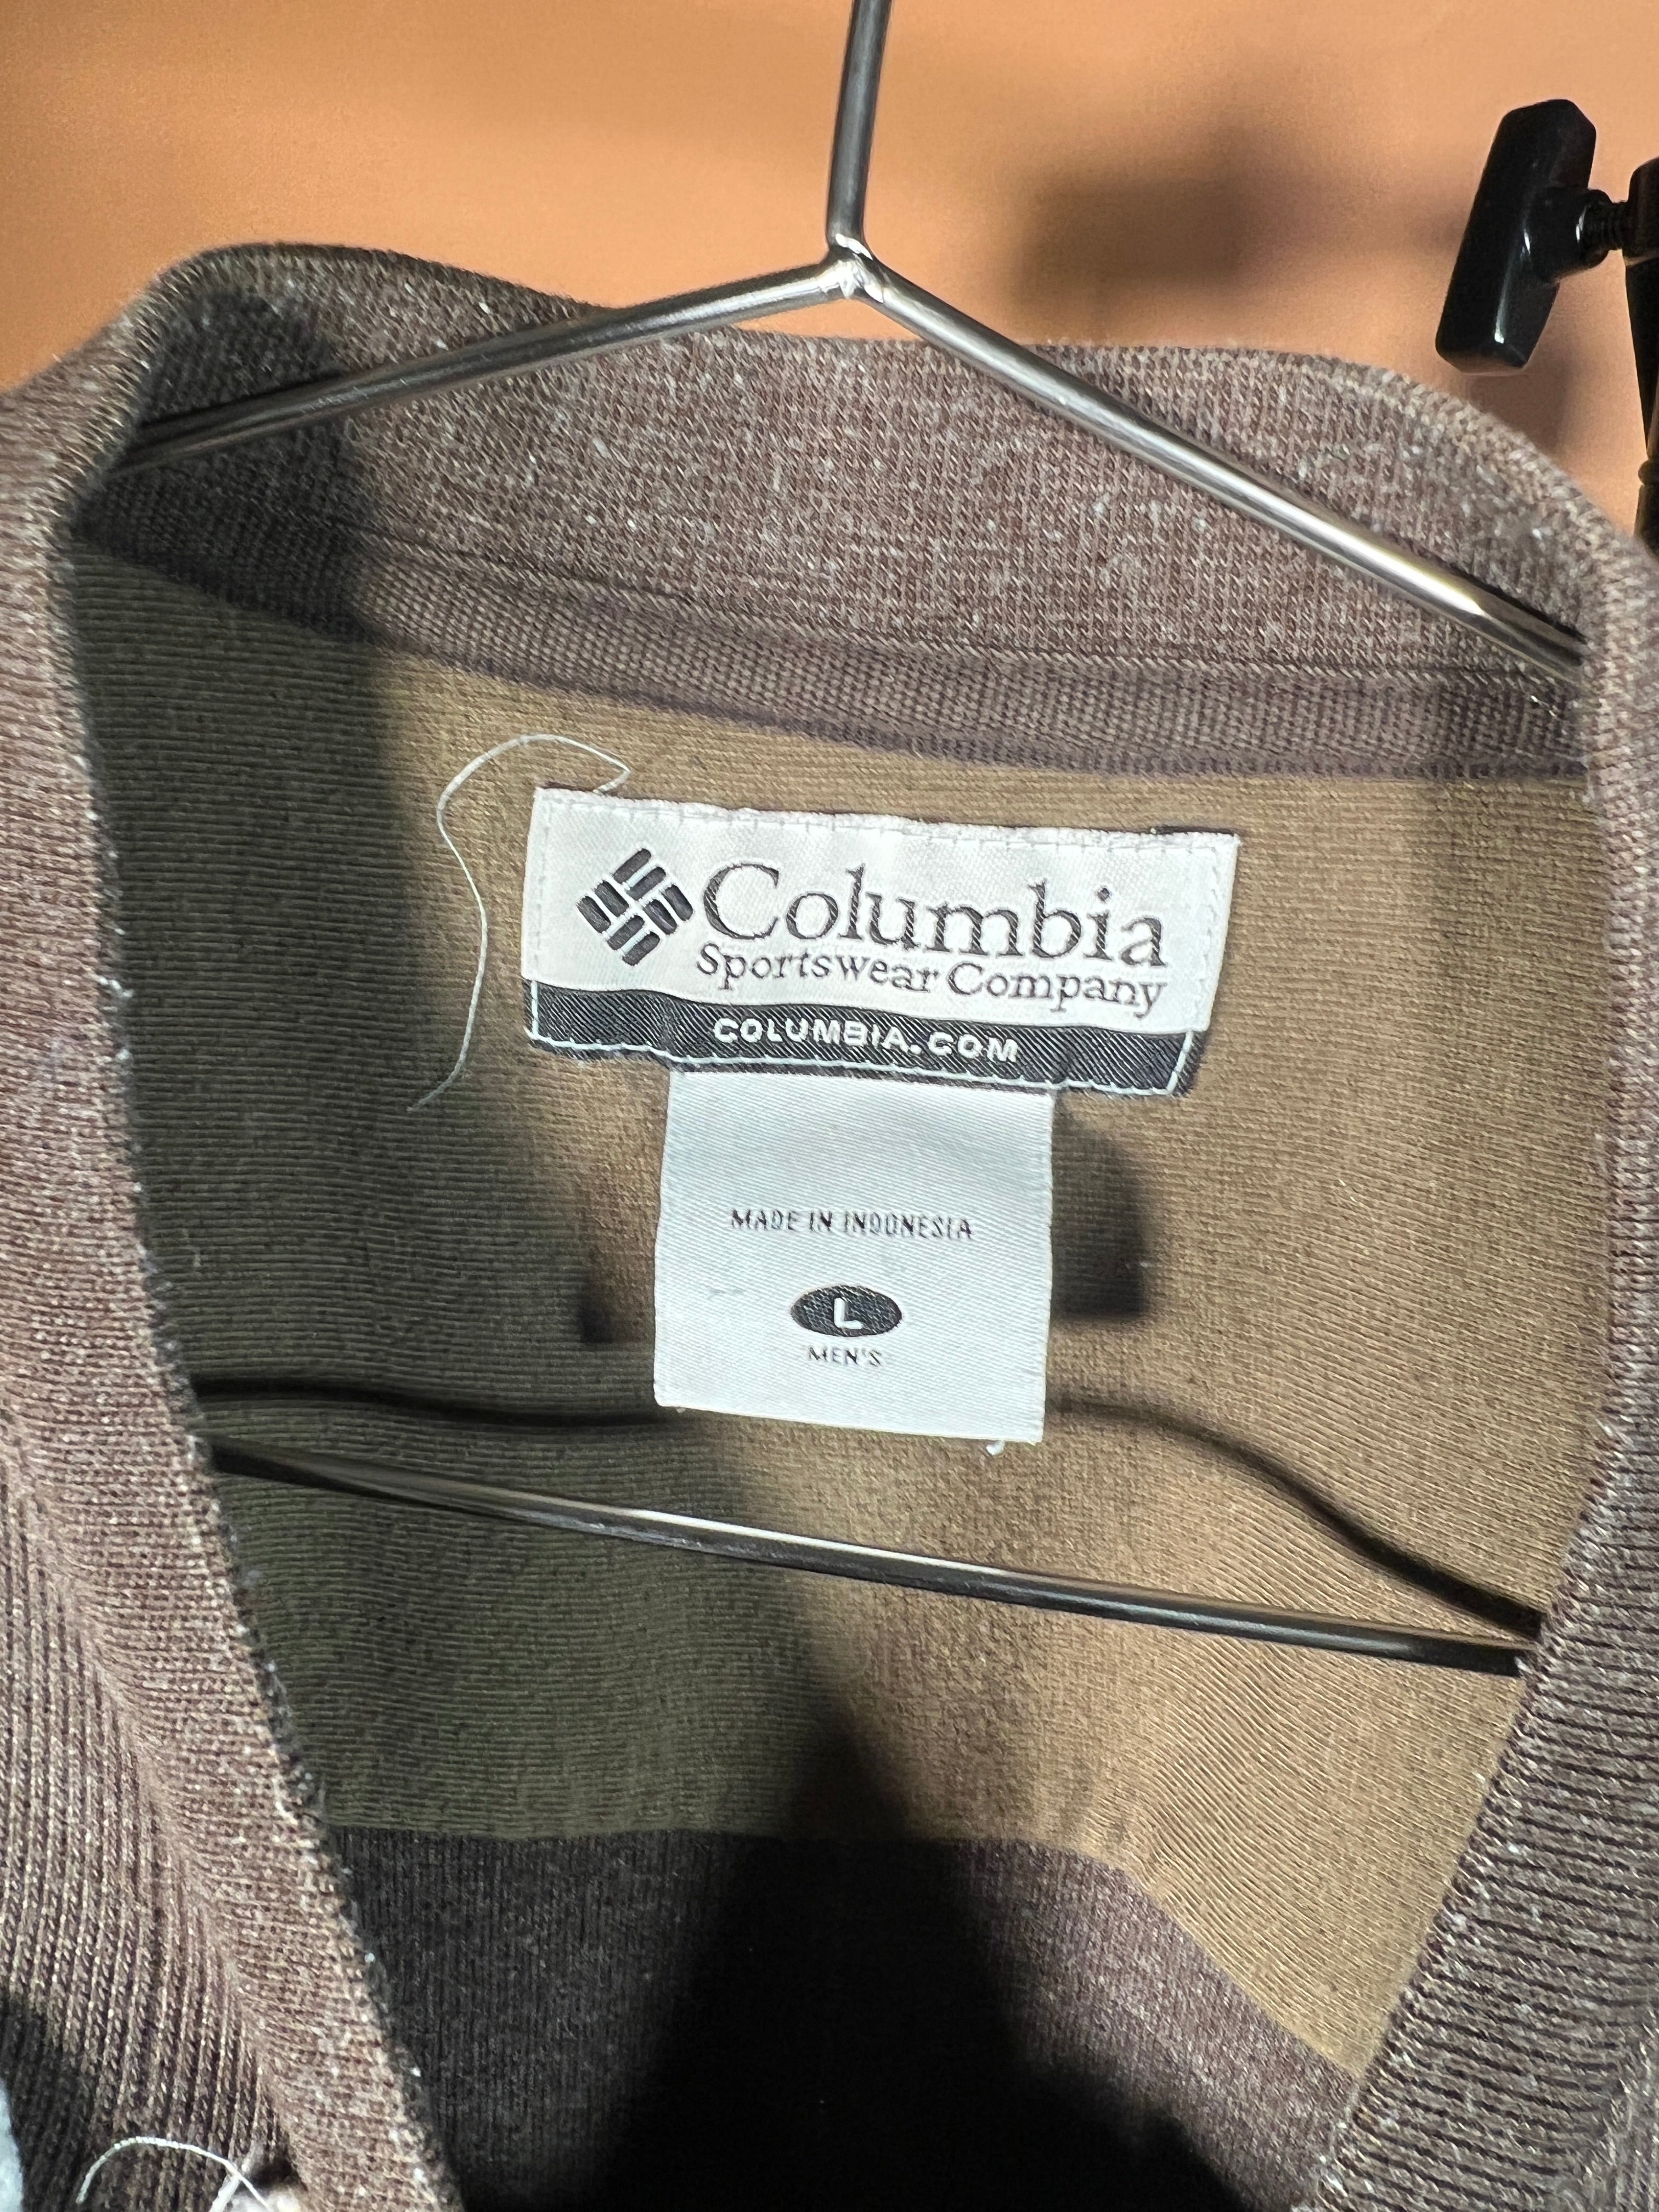 Columbia
Sportswear Company
COLUMBIA.COM
MADE IN INDONESIA
L
MEN'S